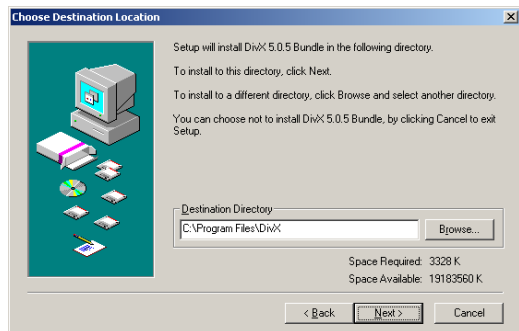 Choose Destination Location
Setup will install DivX 5.0.5 Bundle in the following directory.
To install to this directory, click Next.
To install to a different directory, click Browse and select another directory.
You can choose not to install DivX 5.0.5 Bundle, by clicking Cancel to exit
Setup.
Destination Directory
C:\Program Files\DivX
Browse...
Space Required: 3328 K
Space Available: 19183560 K
< Back
Next >
Cancel